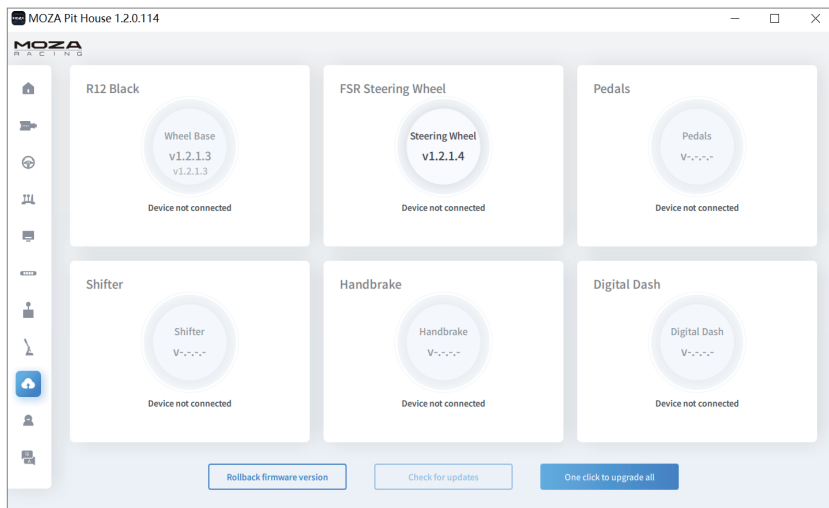 MOZA Pit House 1.2.0.114
MOZA
RACING
R12 Black
Wheel Base
v1.2.1.3
v1.2.1.3
Device not connected
FSR Steering Wheel
Steering Wheel
v1.2.1.4
Device not connected
Pedals
Pedals
v-.-.-.-
Device not connected
Shifter
Shifter
v-.-.-.-
Device not connected
Handbrake
Handbrake
v-.-.-.-
Device not connected
Digital Dash
Digital Dash
v-.-.-.-
Device not connected
Rollback firmware version
Check for updates
One click to upgrade all